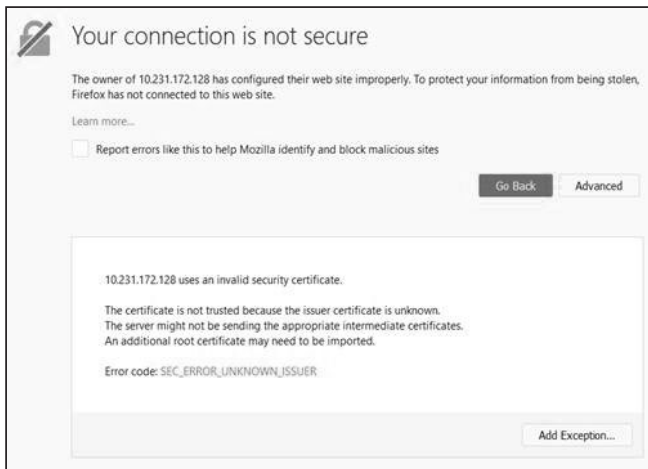 Your connection is not secure
The owner of 10.231.172.128 has configured their web site improperly. To protect your information from being stolen,
Firefox has not connected to this web site.
Learn more...
Report errors like this to help Mozilla identify and block malicious sites
Go Back Advanced
10.231.172.128 uses an invalid security certificate.
The certificate is not trusted because the issuer certificate is unknown.
The server might not be sending the appropriate intermediate certificates.
An additional root certificate may need to be imported.
Error code: SEC_ERROR_UNKNOWN_ISSUER
Add Exception...